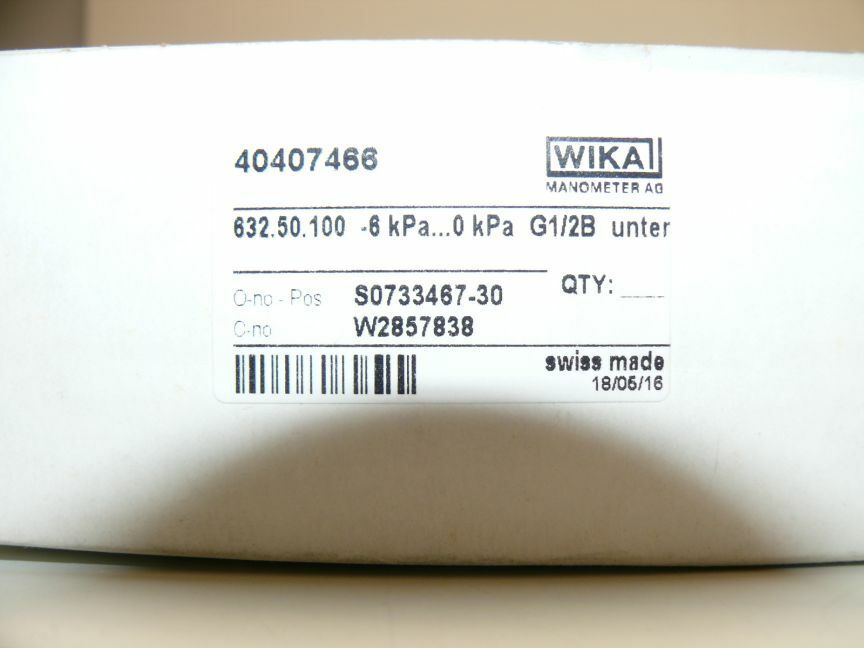 40407466
WIKA
MANOMETER AG
632.50.100 -6 kPa...0 kPa G1/2B unter
QTY: ___
O-no - Pos S0733467-30
C-no W2857838
swiss made
18/05/16